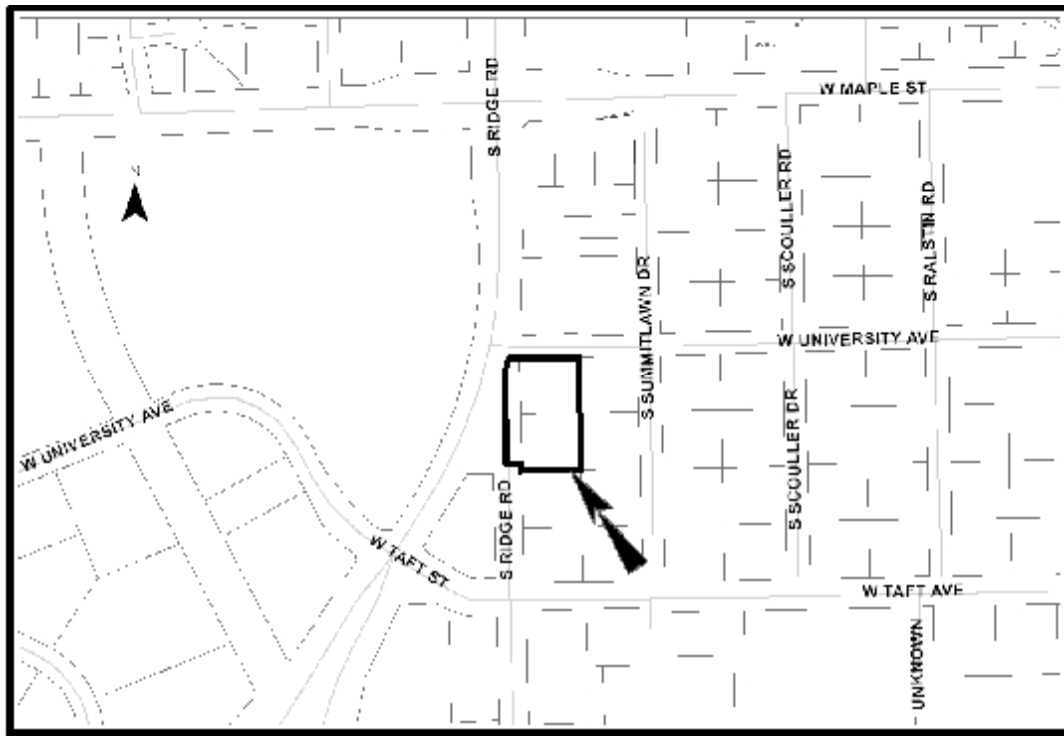 S RIDGE RD
W MAPLE ST
N
S SCOULLER RD
S RALSTIN RD
S SUMMITLAWN DR
W UNIVERSITY AVE
W UNIVERSITY AVE
S SCOULLER DR
S RIDGE RD
W TAFT ST
W TAFT AVE
UNKNOWN